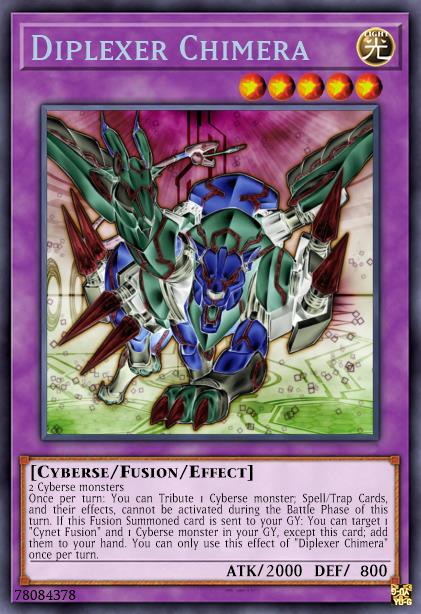 DIPLEXER CHIMERA
LIGHT
光
[CYBERSE/FUSION/EFFECT]
2 Cyberse monsters
Once per turn: You can Tribute 1 Cyberse monster; Spell/Trap Cards,
and their effects, cannot be activated during the Battle Phase of this
turn. If this Fusion Summoned card is sent to your GY: You can target 1
"Cynet Fusion" and 1 Cyberse monster in your GY, except this card; add
them to your hand. You can only use this effect of "Diplexer Chimera"
once per turn.
ATK/2000 DEF/ 800
78084378